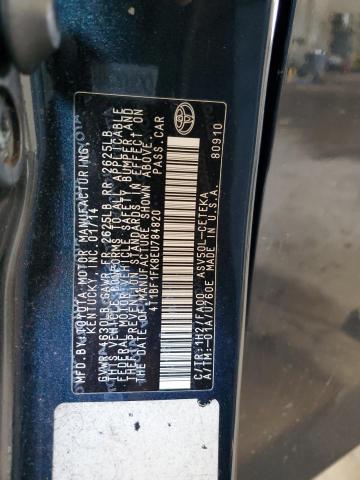 MFD. BY: TOYOTA MOTOR MANUFACTURING,
KENTUCKY, INC. 01/14
GVWR 4630LB GAWR FR 2625LB RR 2625LB
THIS VEHICLE CONFORMS TO ALL APPLICABLE
FEDERAL MOTOR VEHICLE SAFETY, BUMPER, AND
THEFT PREVENTION STANDARDS IN EFFECT ON
THE DATE OF MANUFACTURE SHOWN ABOVE.
4T1BF1FK8EU784820 PASS. CAR
C/TR:1H2/FA00 ASV50L-CETEKA
A/TM:-01A/U760E MADE IN U.S.A.
80910